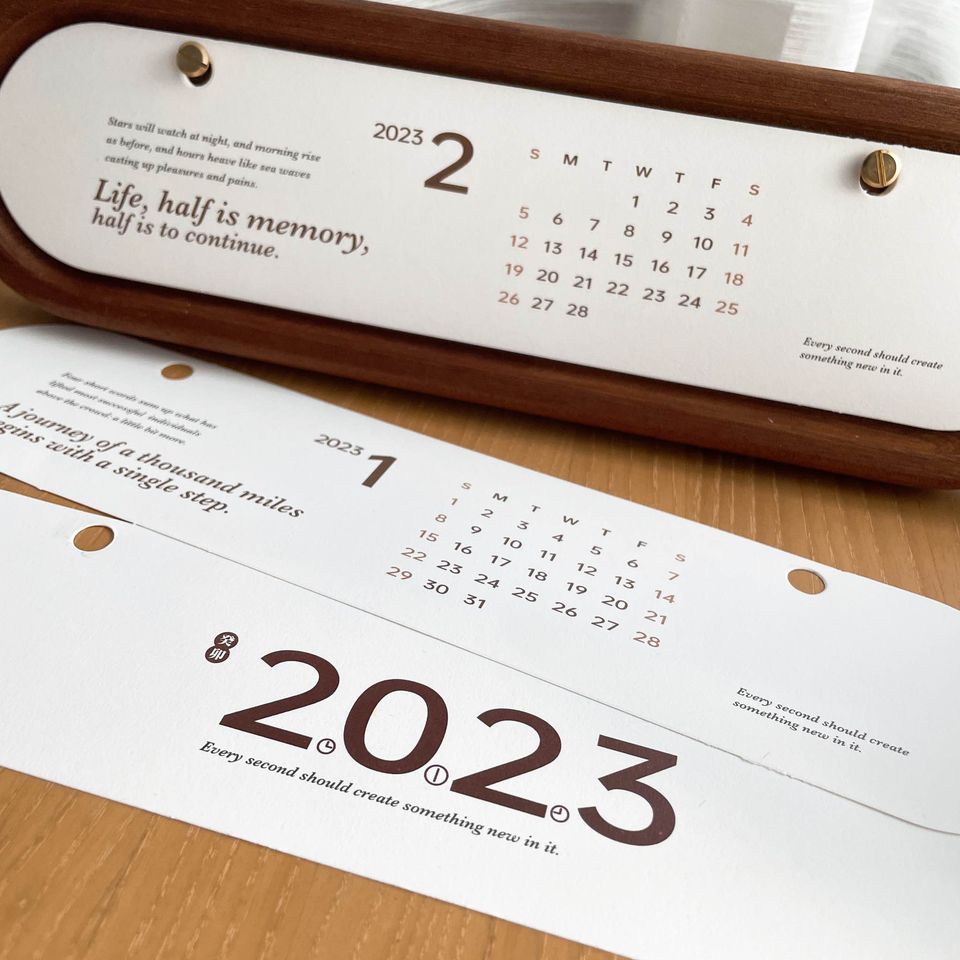 Stars will watch at night, and morning rise
as before, and hours heave like sea waves
casting up pleasures and pains.
Life, half is memory,
half is to continue.
2023 2
S M T W T F S
1 2 3 4
5 6 7 8 9 10 11
12 13 14 15 16 17 18
19 20 21 22 23 24 25
26 27 28
Every second should create
something new in it.
Four short words sum up what has
lifted most successful individuals
above the crowd: a little bit more.
A journey of a thousand miles
gins with a single step.
2023 1
S M T W T F S
1 2 3 4 5 6 7
8 9 10 11 12 13 14
15 16 17 18 19 20 21
22 23 24 25 26 27 28
29 30 31
Every second should create
something new in it.
癸
卯
2023
Every second should create something new in it.